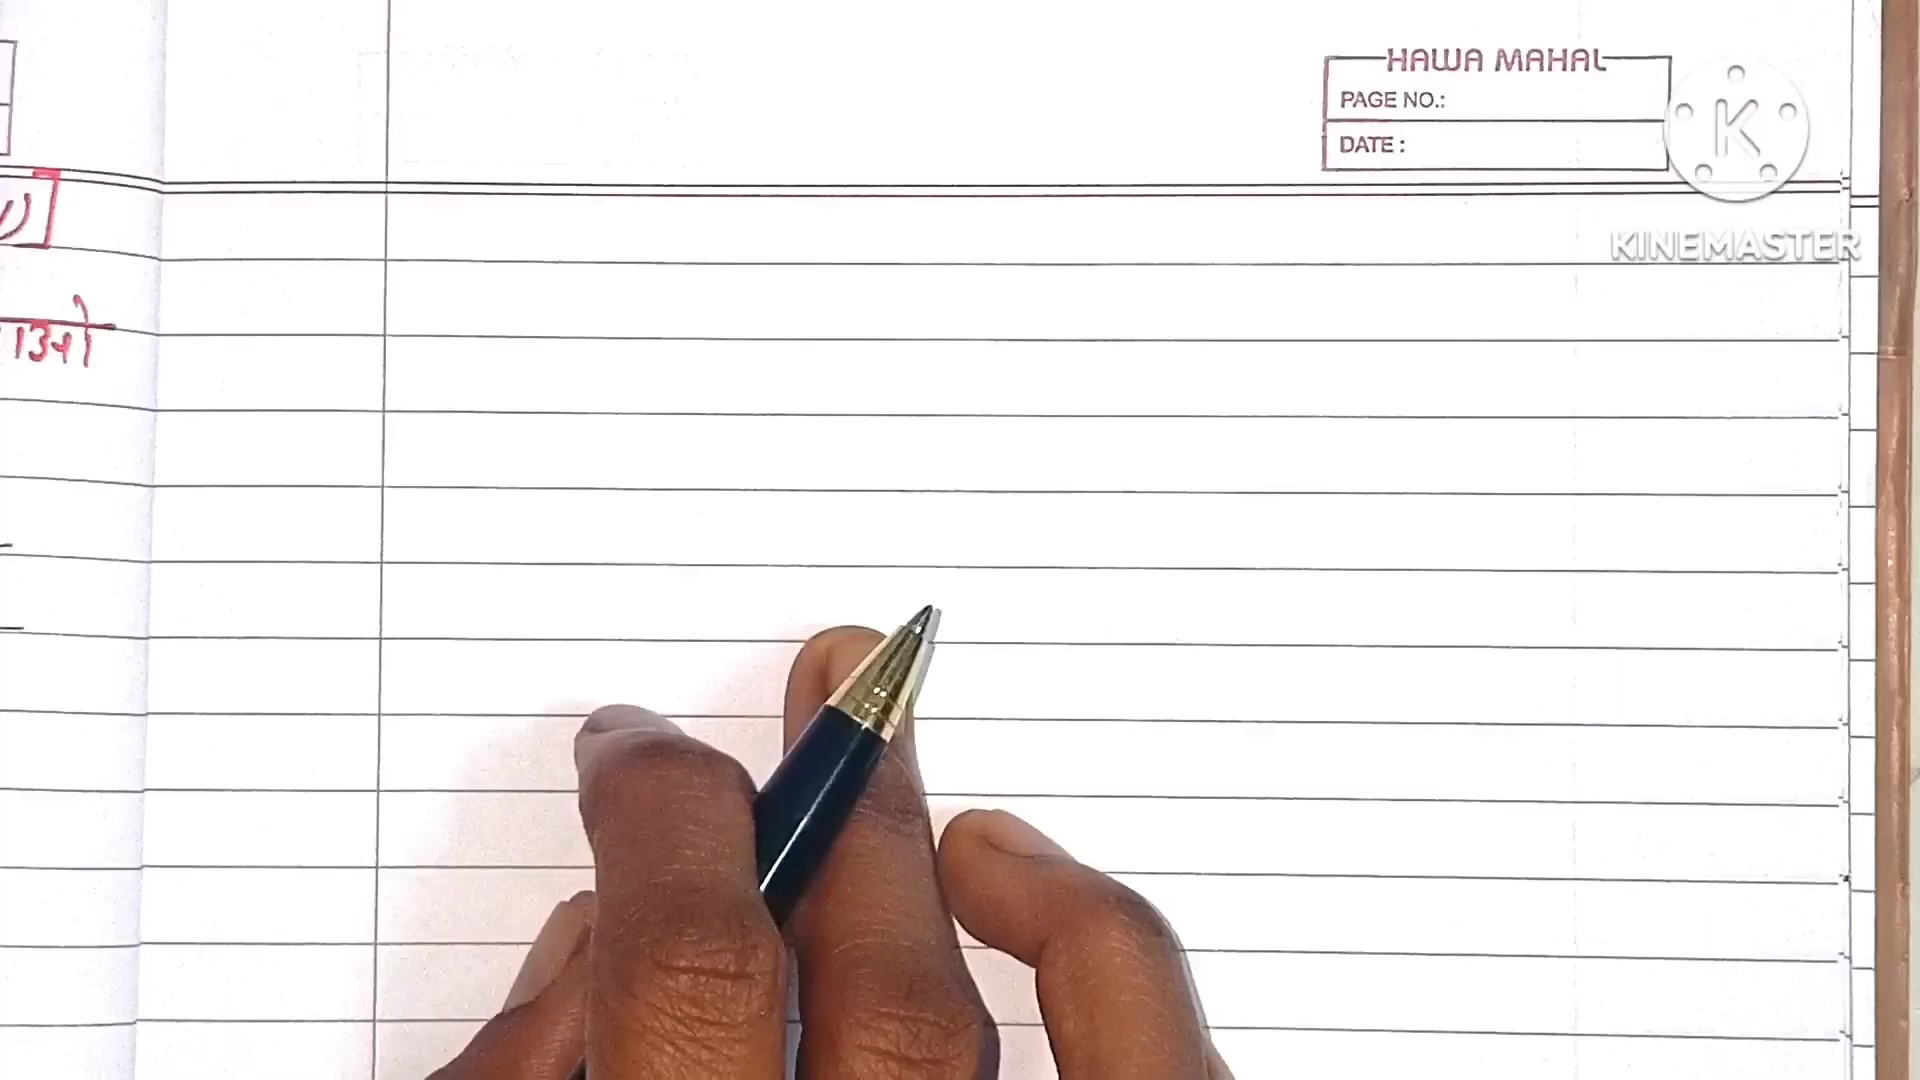 HAWA MAHAL
PAGE NO.:
DATE :
K
KINEMASTER